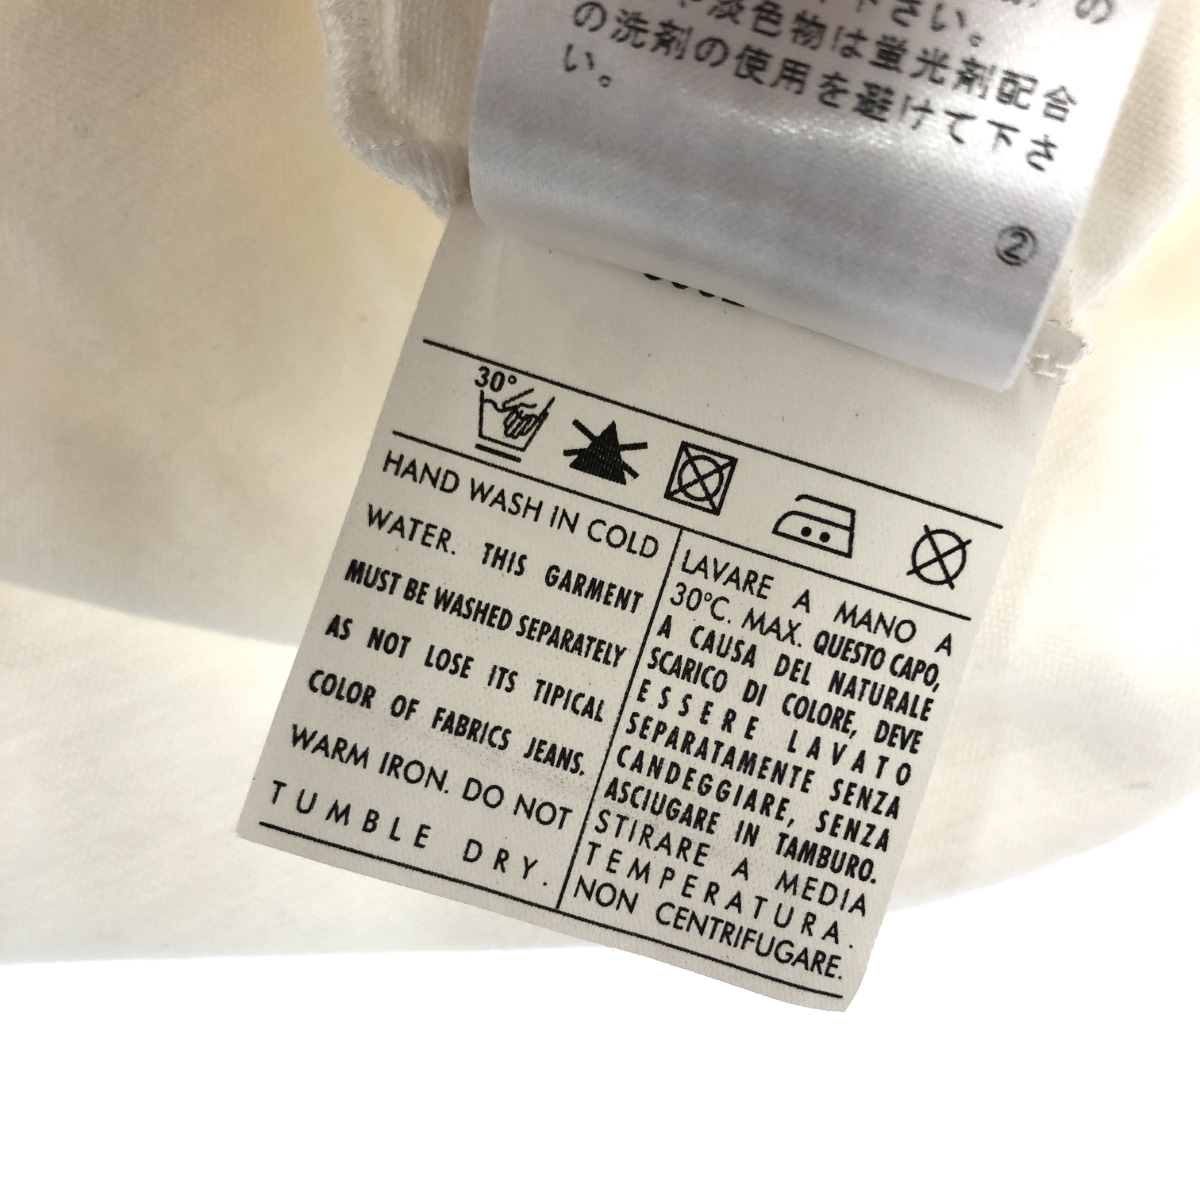 下さい。
淡色物は蛍光剤配合
の洗剤の使用を避けて下さ
い。
②
30°
HAND WASH IN COLD
WATER. THIS GARMENT
MUST BE WASHED SEPARATELY
AS NOT LOSE ITS TIPICAL
COLOR OF FABRICS JEANS.
WARM IRON. DO NOT
TUMBLE DRY.
LAVARE A MANO A
30°C. MAX. QUESTO CAPO,
A CAUSA DEL NATURALE
SCARICO DI COLORE, DEVE
ESSERE LAVATO
SEPARATAMENTE SENZA
CANDEGGIARE, SENZA
ASCIUGARE IN TAMBURO.
STIRARE A MEDIA
TEMPERATURA.
NON CENTRIFUGARE.